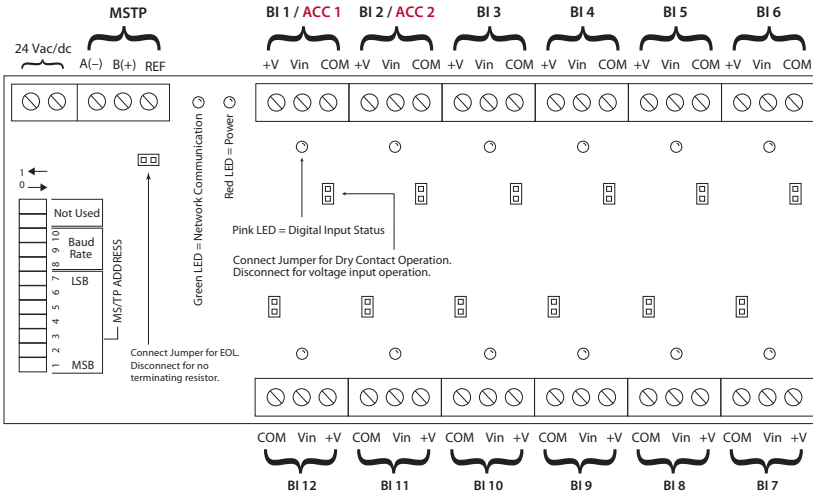 MSTP
BI 1 / ACC 1
BI 2 / ACC 2
BI 3
BI 4
BI 5
BI 6
24 Vac/dc
A(−) B(+) REF
+V Vin COM
+V Vin COM
+V Vin COM
+V Vin COM
+V Vin COM
+V Vin COM
Green LED = Network Communication
Red LED = Power
1
0
Not Used
10
9
8
Baud
Rate
7
6
5
4
3
2
1
LSB
MSB
MS/TP ADDRESS
Pink LED = Digital Input Status
Connect Jumper for Dry Contact Operation.
Disconnect for voltage input operation.
Connect Jumper for EOL.
Disconnect for no
terminating resistor.
COM Vin +V
COM Vin +V
COM Vin +V
COM Vin +V
COM Vin +V
COM Vin +V
BI 12
BI 11
BI 10
BI 9
BI 8
BI 7